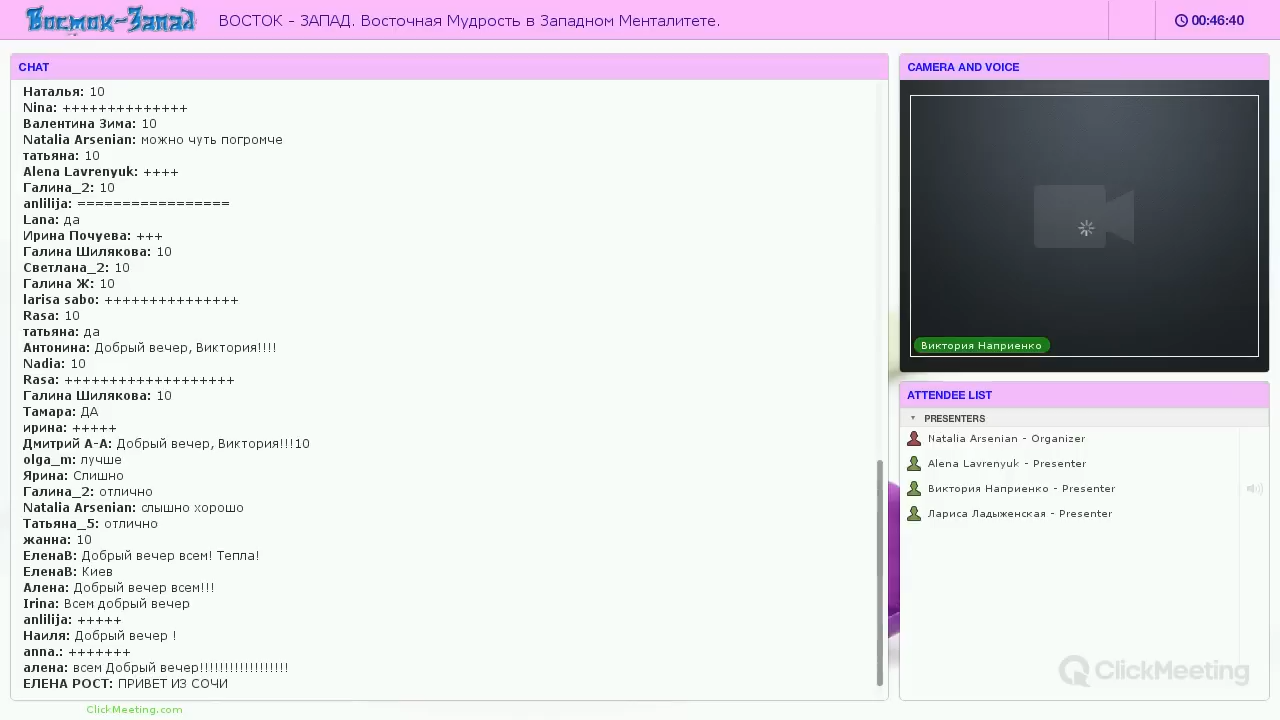 Восток-Запад
ВОСТОК - ЗАПАД. Восточная Мудрость в Западном Менталитете.
00:46:40
CHAT
Наталья: 10
Nina: ++++++++++++++
Валентина Зима: 10
Natalia Arsenian: можно чуть погромче
татьяна: 10
Alena Lavrenyuk: ++++
Галина_2: 10
anlilija: =================
Lana: да
Ирина Почуева: +++
Галина Шилякова: 10
Светлана_2: 10
Галина Ж: 10
larisa sabo: +++++++++++++++
Rasa: 10
татьяна: да
Антонина: Добрый вечер, Виктория!!!!
Nadia: 10
Rasa: +++++++++++++++++++
Галина Шилякова: 10
Тамара: ДА
ирина: +++++
Дмитрий А-А: Добрый вечер, Виктория!!!10
olga_m: лучше
Ярина: Слишно
Галина_2: отлично
Natalia Arsenian: слышно хорошо
Татьяна_5: отлично
жанна: 10
ЕленаВ: Добрый вечер всем! Тепла!
ЕленаВ: Киев
Алена: Добрый вечер всем!!!
Irina: Всем добрый вечер
anlilija: +++++
Наиля: Добрый вечер !
anna.: +++++++
алена: всем Добрый вечер!!!!!!!!!!!!!!!!!!
ЕЛЕНА РОСТ: ПРИВЕТ ИЗ СОЧИ
ClickMeeting.com
CAMERA AND VOICE
Виктория Наприенко
ATTENDEE LIST
PRESENTERS
Natalia Arsenian - Organizer
Alena Lavrenyuk - Presenter
Виктория Наприенко - Presenter
Лариса Ладыженская - Presenter
ClickMeeting